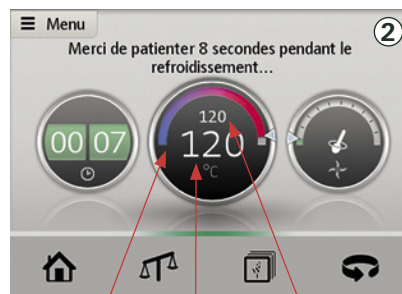 Menu
2
Merci de patienter 8 secondes pendant le
refroidissement...
00 07
120
120
°C